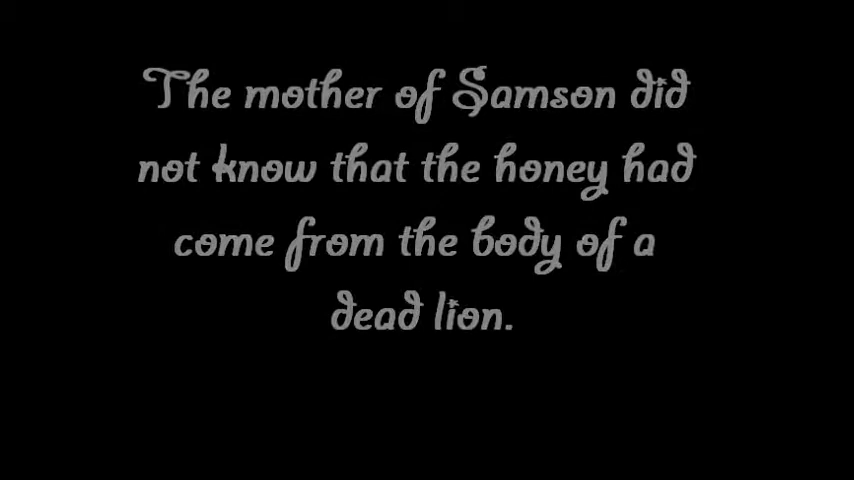 The mother of Samson did
not know that the honey had
come from the body of a
dead lion.